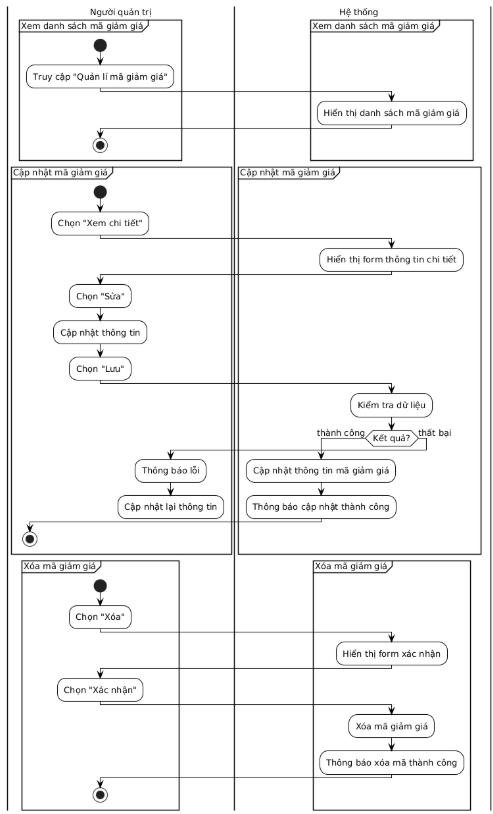 Người quản trị
Hệ thống
Xem danh sách mã giảm giá
Xem danh sách mã giảm giá
Truy cập "Quản lí mã giảm giá"
Hiển thị danh sách mã giảm giá
Cập nhật mã giảm giá
Cập nhật mã giảm giá
Chọn "Xem chi tiết"
Hiển thị form thông tin chi tiết
Chọn "Sửa"
Cập nhật thông tin
Chọn "Lưu"
Kiểm tra dữ liệu
thành công
Kết quả?
thất bại
Thông báo lỗi
Cập nhật thông tin mã giảm giá
Cập nhật lại thông tin
Thông báo cập nhật thành công
Xóa mã giảm giá
Xóa mã giảm giá
Chọn "Xóa"
Hiển thị form xác nhận
Chọn "Xác nhận"
Xóa mã giảm giá
Thông báo xóa mã thành công